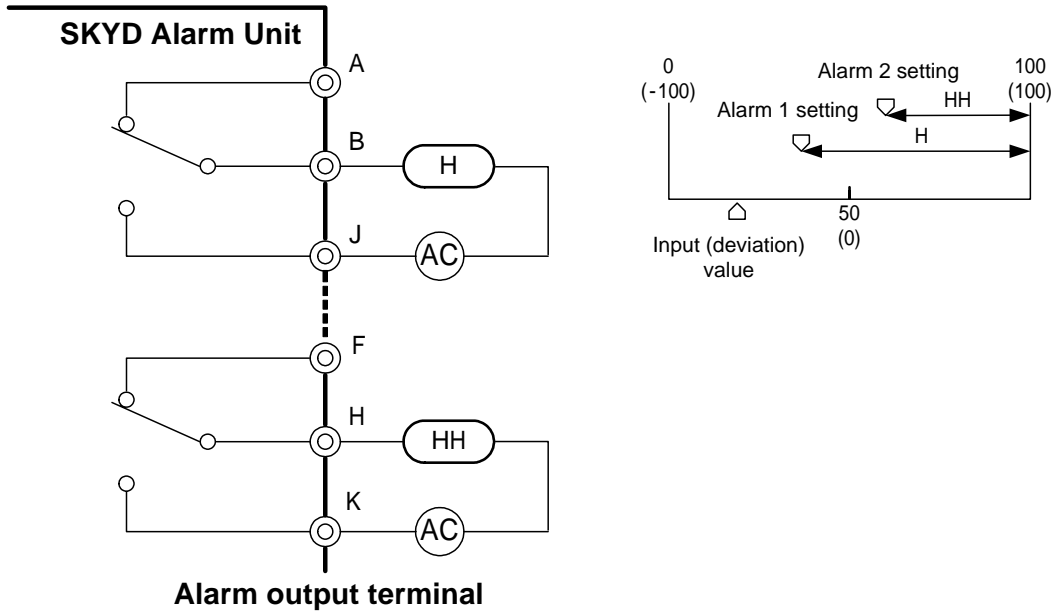 SKYD Alarm Unit
A
B
H
J
AC
F
H
HH
K
AC
Alarm output terminal
0
(-100)
Alarm 2 setting
100
(100)
HH
Alarm 1 setting
H
50
(0)
Input (deviation)
value